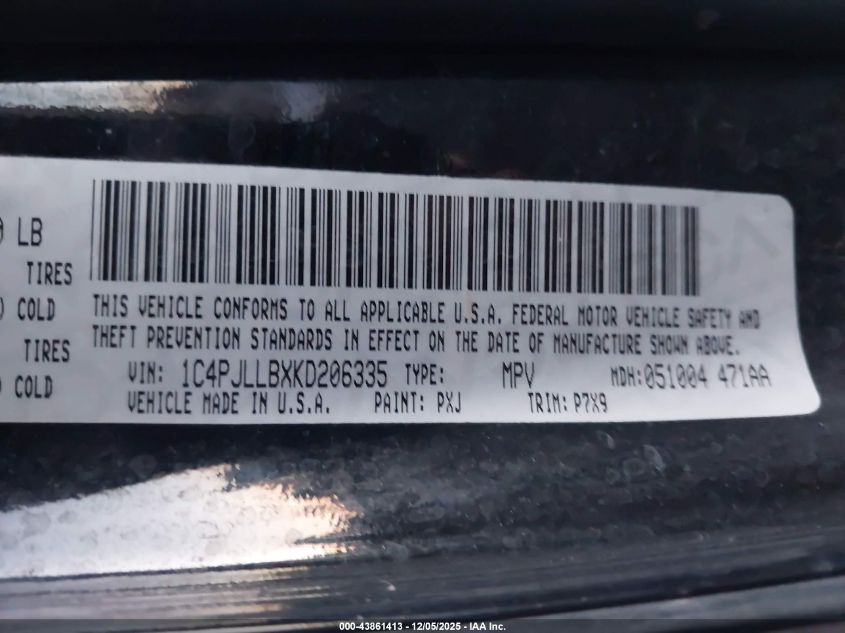 LB
TIRES
COLD
TIRES
COLD
THIS VEHICLE CONFORMS TO ALL APPLICABLE U.S.A. FEDERAL MOTOR VEHICLE SAFETY AND
THEFT PREVENTION STANDARDS IN EFFECT ON THE DATE OF MANUFACTURE SHOWN ABOVE.
VIN: 1C4PJLLBXKD206335 TYPE: MPV MDH:051004 471AA
VEHICLE MADE IN U.S.A. PAINT: PXJ TRIM: P7X9
000-43861413 - 12/05/2025 - IAA Inc.